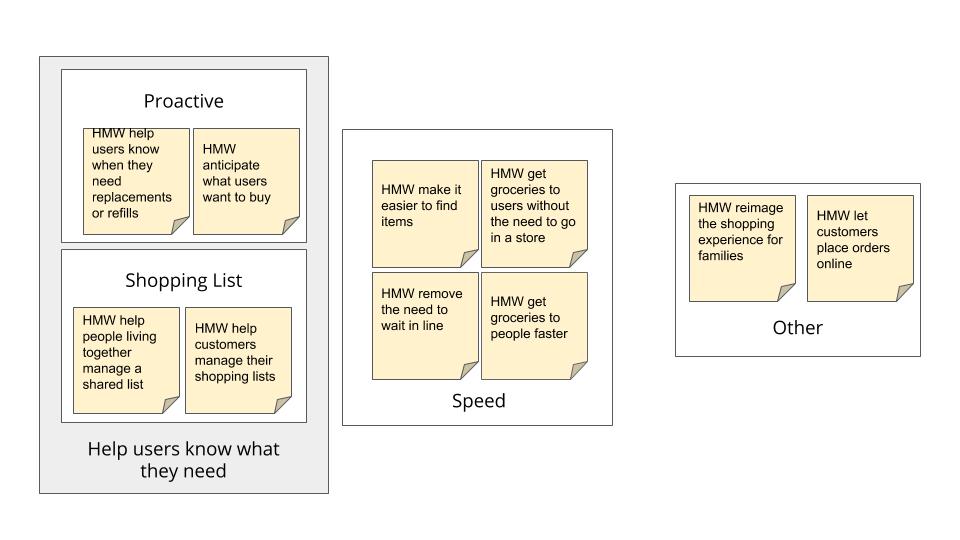 Proactive
HMW help
users know
when they
need
replacements
or refills
HMW
anticipate
what users
want to buy
Shopping List
HMW help
people living
together
manage a
shared list
HMW help
customers
manage their
shopping lists
Help users know what
they need
HMW make it
easier to find
items
HMW get
groceries to
users without
the need to go
in a store
HMW remove
the need to
wait in line
HMW get
groceries to
people faster
Speed
HMW reimage
the shopping
experience for
families
HMW let
customers
place orders
online
Other